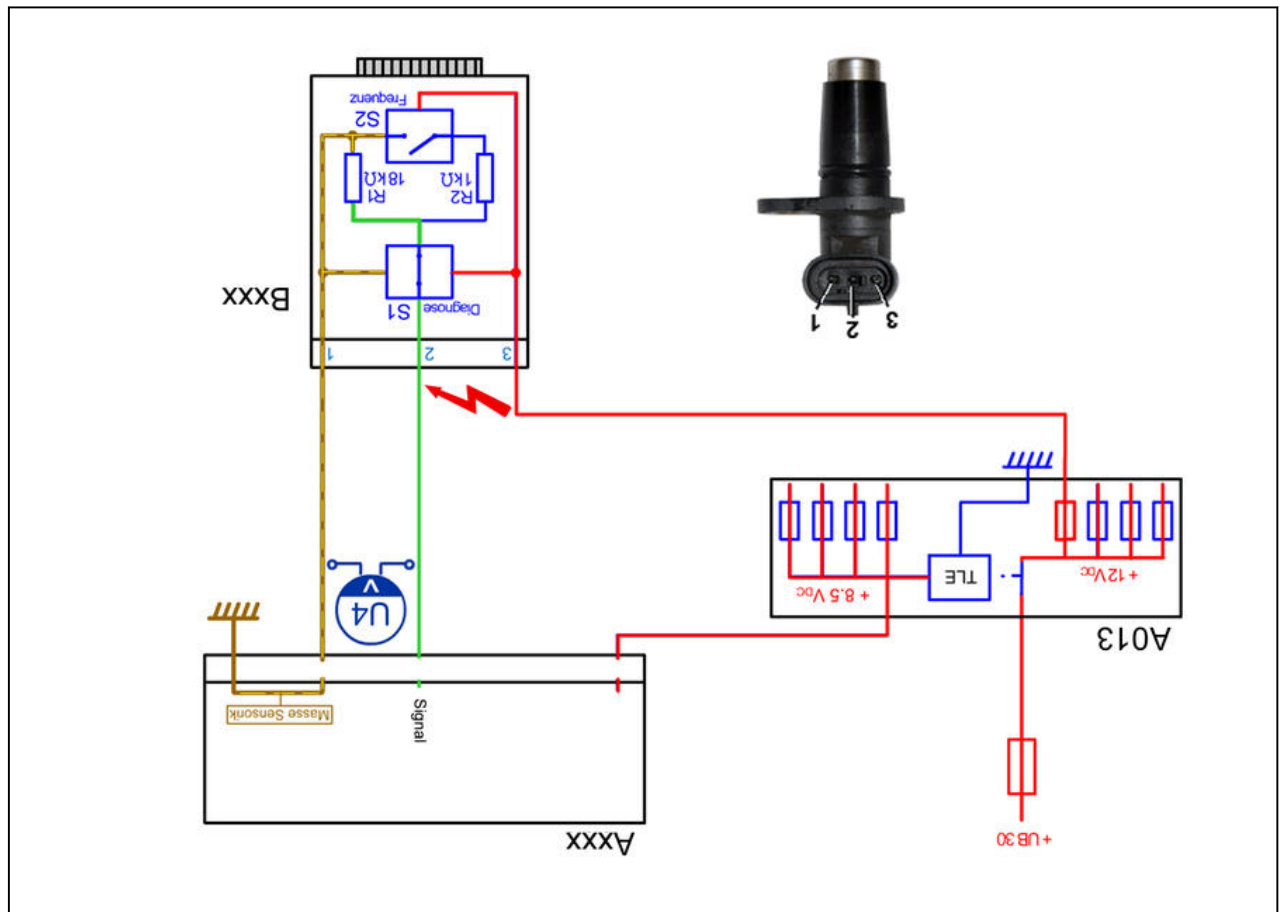 Frequenz
S2
R1
18kΩ
R2
1kΩ
S1
Diagnose
Bxxx
1
2
3
1
2
3
U4
V
TLE
+ 8.5 VDC
+12VDC
A013
Masse Sensorik
Signal
Axxx
+ UB 30